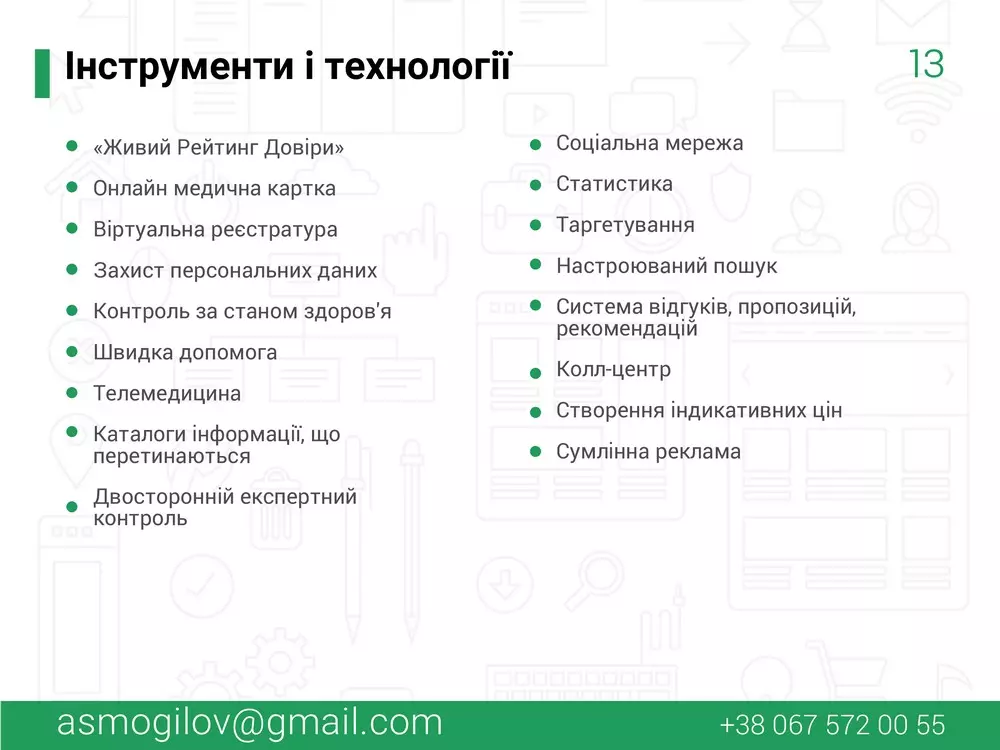 Інструменти і технології
13
«Живий Рейтинг Довіри»
Онлайн медична картка
Віртуальна реєстратура
Захист персональних даних
Контроль за станом здоров'я
Швидка допомога
Телемедицина
Каталоги інформації, що
перетинаються
Двосторонній експертний
контроль
Соціальна мережа
Статистика
Таргетування
Настроюваний пошук
Система відгуків, пропозицій,
рекомендацій
Колл-центр
Створення індикативних цін
Сумлінна реклама
asmogilov@gmail.com
+38 067 572 00 55